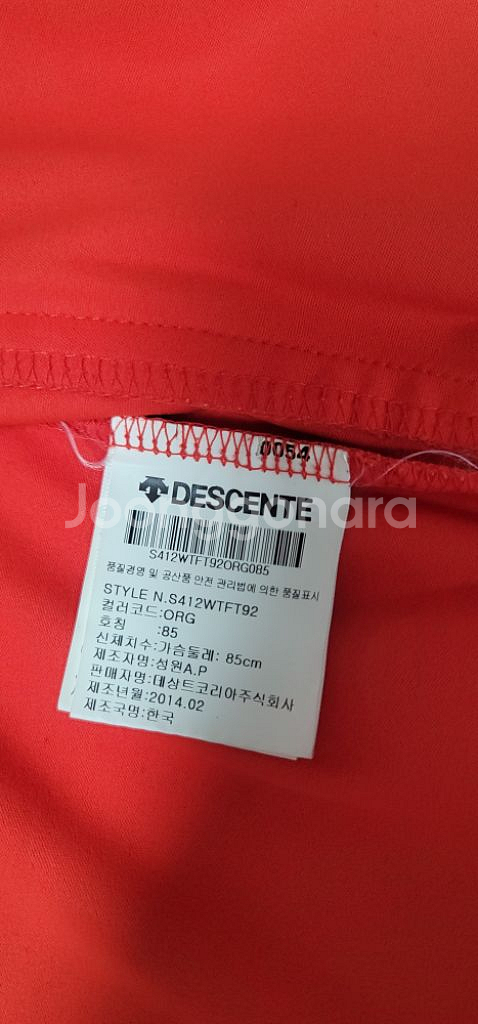 0054
DESCENTE
Joonggonara
S412WTFT92ORG085
품질경영 및 공산품 안전 관리법에 의한 품질표시
STYLE N.S412WTFT92
컬러코드:ORG
호칭 :85
신체치수:가슴둘레: 85cm
제조자명:성원A.P
판매자명:데상트코리아주식회사
제조년월:2014.02
제조국명:한국